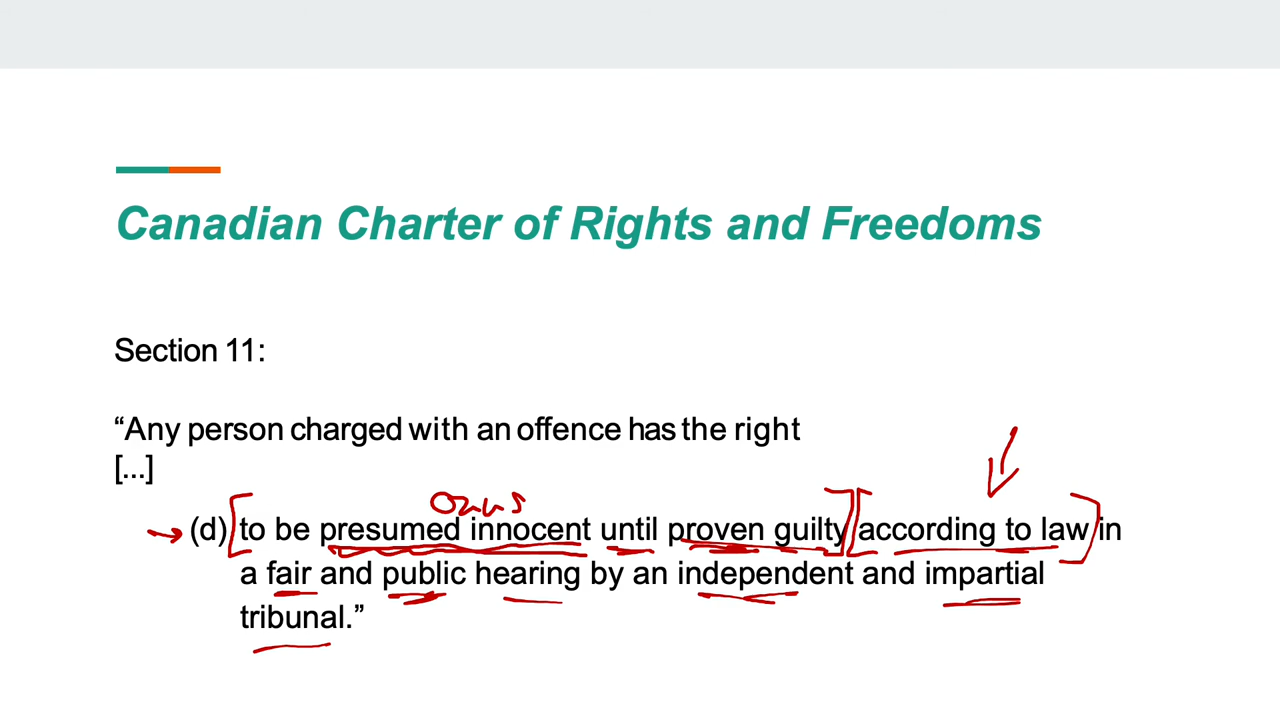 Canadian Charter of Rights and Freedoms
Section 11:
“Any person charged with an offence has the right
[...]
onus
(d) to be presumed innocent until proven guilty according to law in
a fair and public hearing by an independent and impartial
tribunal.”